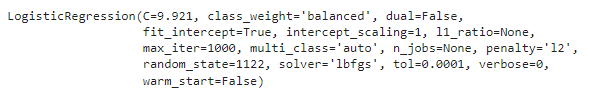 LogisticRegression(C=9.921, class_weight='balanced', dual=False,
fit_intercept=True, intercept_scaling=1, l1_ratio=None,
max_iter=1000, multi_class='auto', n_jobs=None, penalty='l2',
random_state=1122, solver='lbfgs', tol=0.0001, verbose=0,
warm_start=False)